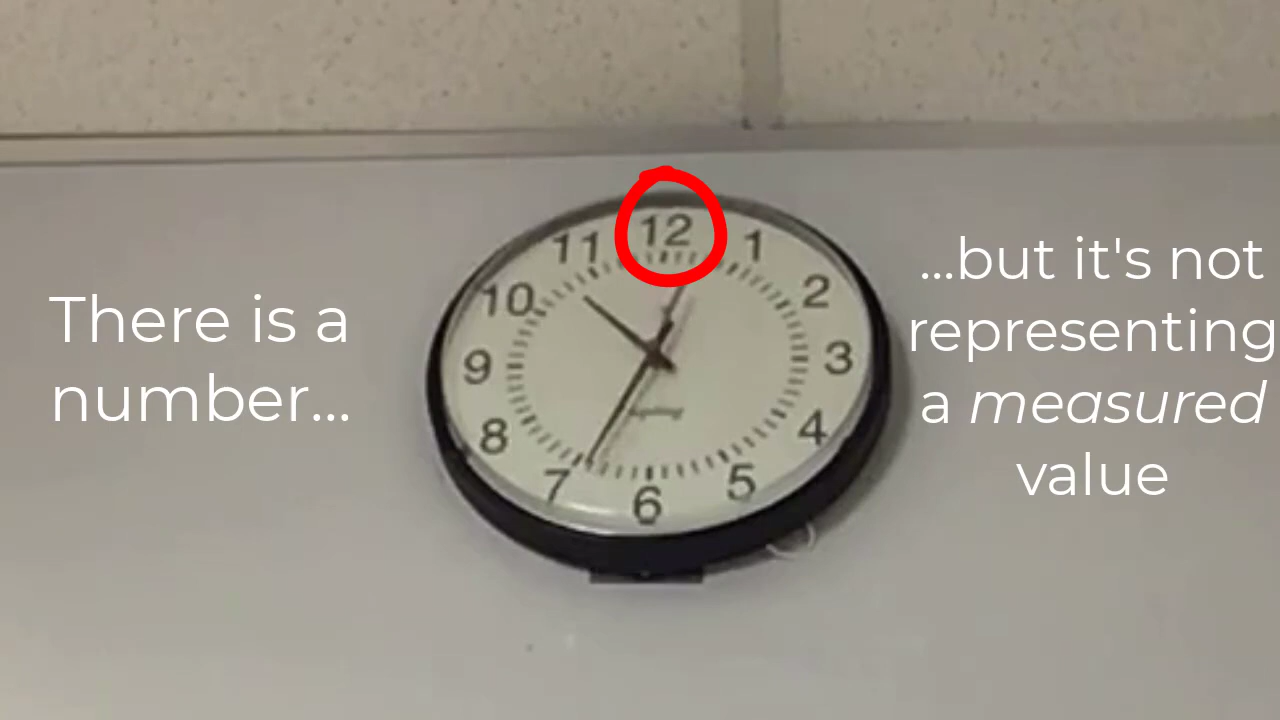 There is a
number...
...but it's not
representing
a measured
value
12
11
1
10
2
9
3
8
4
7
5
6